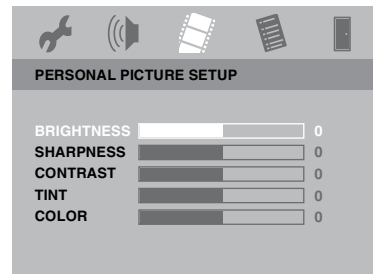 PERSONAL PICTURE SETUP
BRIGHTNESS 0
SHARPNESS 0
CONTRAST 0
TINT 0
COLOR 0